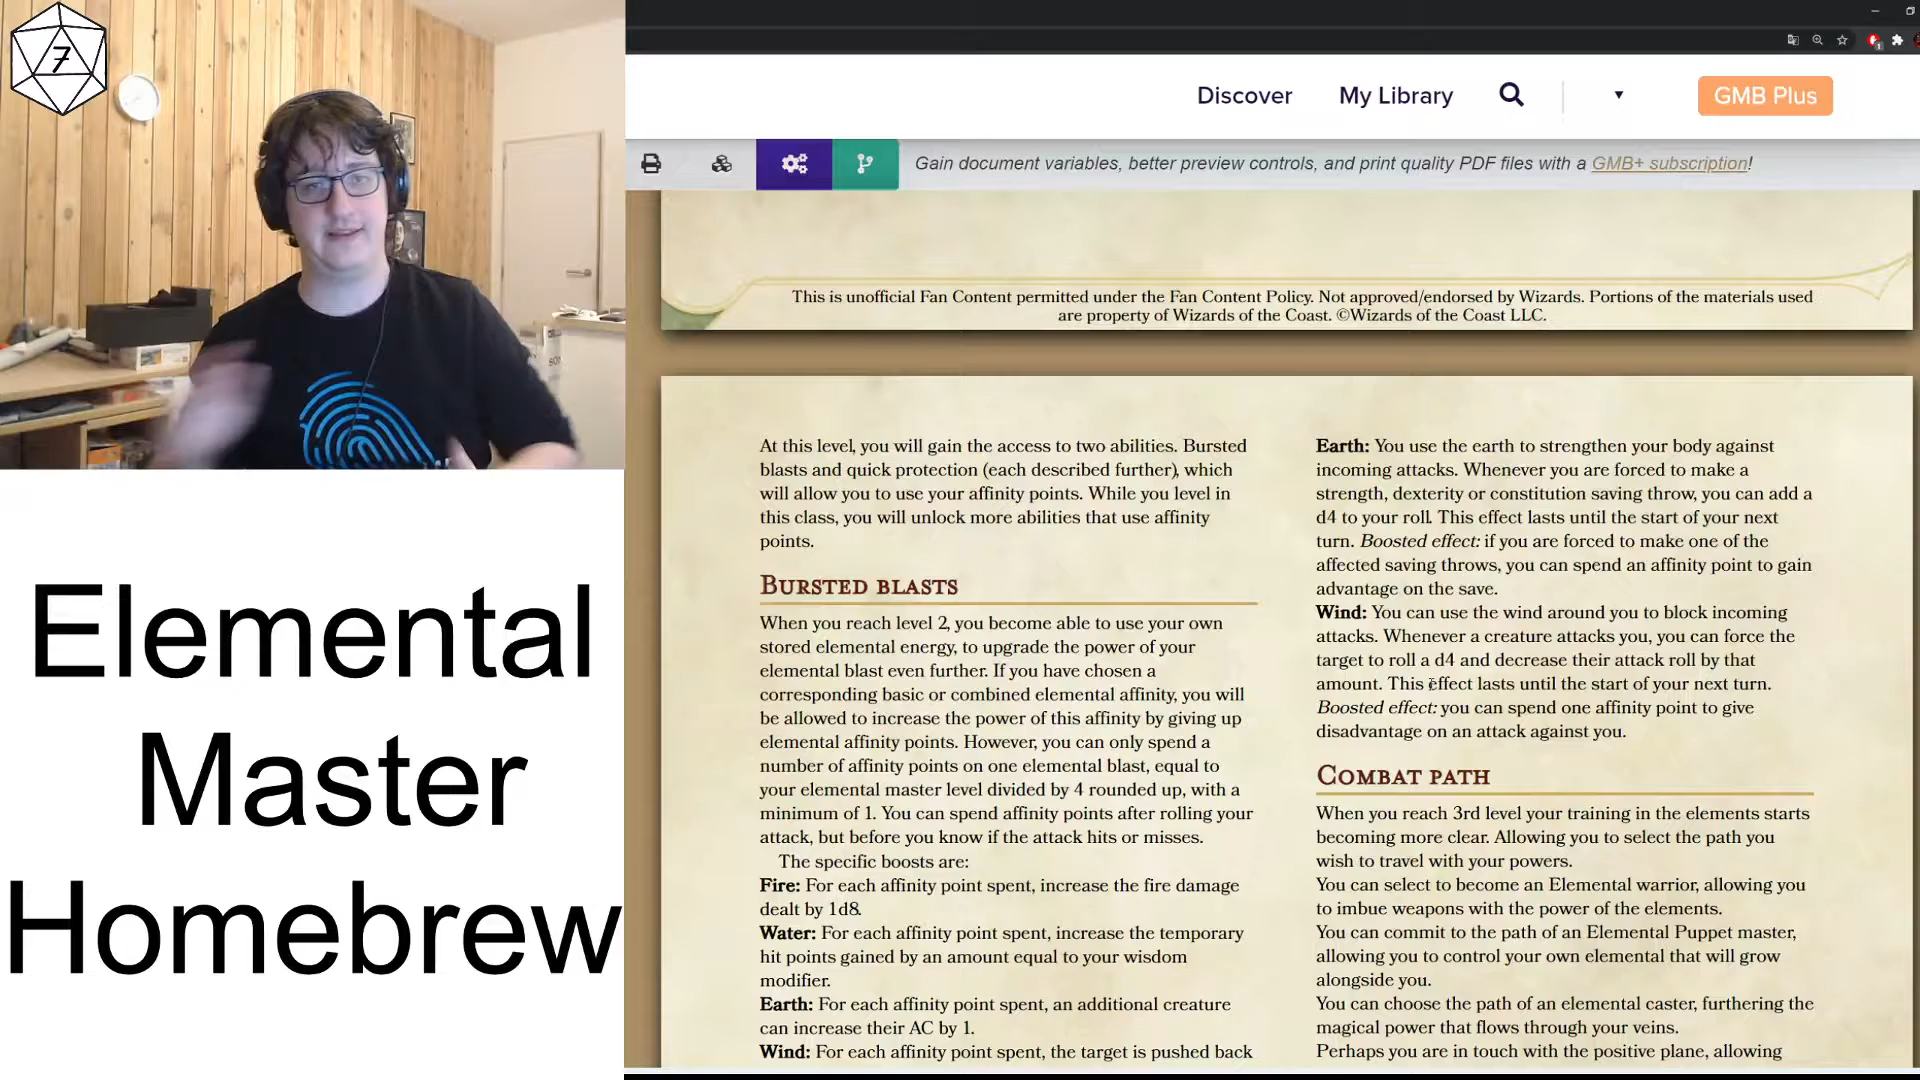 7
Elemental
Master
Homebrew
Discover
My Library
GMB Plus
Gain document variables, better preview controls, and print quality PDF files with a GMB+ subscription!
This is unofficial Fan Content permitted under the Fan Content Policy. Not approved/endorsed by Wizards. Portions of the materials used
are property of Wizards of the Coast. ©Wizards of the Coast LLC.
At this level, you will gain the access to two abilities. Bursted
blasts and quick protection (each described further), which
will allow you to use your affinity points. While you level in
this class, you will unlock more abilities that use affinity
points.
BURSTED BLASTS
When you reach level 2, you become able to use your own
stored elemental energy, to upgrade the power of your
elemental blast even further. If you have chosen a
corresponding basic or combined elemental affinity, you will
be allowed to increase the power of this affinity by giving up
elemental affinity points. However, you can only spend a
number of affinity points on one elemental blast, equal to
your elemental master level divided by 4 rounded up, with a
minimum of 1. You can spend affinity points after rolling your
attack, but before you know if the attack hits or misses.
The specific boosts are:
Fire: For each affinity point spent, increase the fire damage
dealt by 1d8.
Water: For each affinity point spent, increase the temporary
hit points gained by an amount equal to your wisdom
modifier.
Earth: For each affinity point spent, an additional creature
can increase their AC by 1.
Wind: For each affinity point spent, the target is pushed back
Earth: You use the earth to strengthen your body against
incoming attacks. Whenever you are forced to make a
strength, dexterity or constitution saving throw, you can add a
d4 to your roll. This effect lasts until the start of your next
turn. Boosted effect: if you are forced to make one of the
affected saving throws, you can spend an affinity point to gain
advantage on the save.
Wind: You can use the wind around you to block incoming
attacks. Whenever a creature attacks you, you can force the
target to roll a d4 and decrease their attack roll by that
amount. This effect lasts until the start of your next turn.
Boosted effect: you can spend one affinity point to give
disadvantage on an attack against you.
COMBAT PATH
When you reach 3rd level your training in the elements starts
becoming more clear. Allowing you to select the path you
wish to travel with your powers.
You can select to become an Elemental warrior, allowing you
to imbue weapons with the power of the elements.
You can commit to the path of an Elemental Puppet master,
allowing you to control your own elemental that will grow
alongside you.
You can choose the path of an elemental caster, furthering the
magical power that flows through your veins.
Perhaps you are in touch with the positive plane, allowing